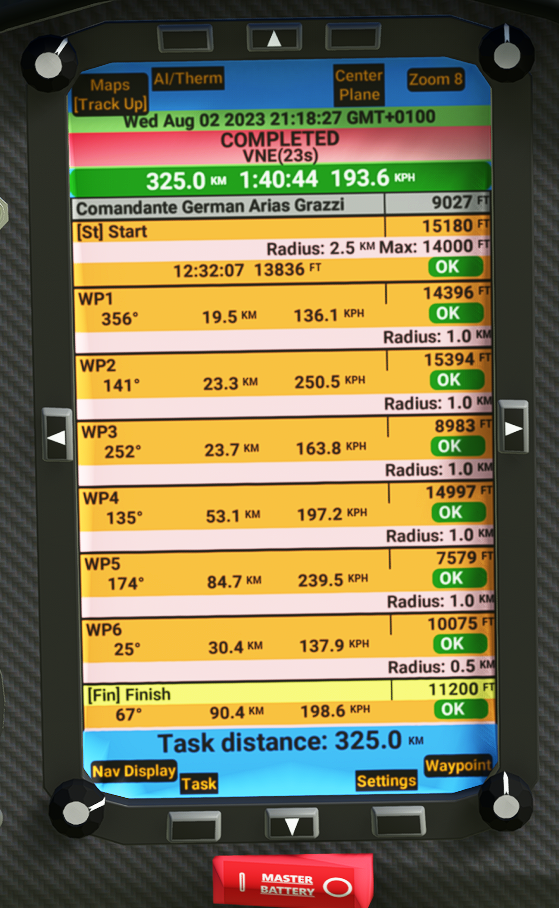 Maps AI/Therm Center Zoom 8
[Track Up] Plane
Wed Aug 02 2023 21:18:27 GMT+0100
COMPLETED
VNE(23s)
325.0 KM 1:40:44 193.6 KPH
Comandante German Arias Grazzi 9027 FT
[St] Start 15180 FT
Radius: 2.5 KM Max: 14000 FT
12:32:07 13836 FT OK
WP1 14396 FT
356° 19.5 KM 136.1 KPH OK
Radius: 1.0 KM
WP2 15394 FT
141° 23.3 KM 250.5 KPH OK
Radius: 1.0 KM
WP3 8983 FT
252° 23.7 KM 163.8 KPH OK
Radius: 1.0 KM
WP4 14997 FT
135° 53.1 KM 197.2 KPH OK
Radius: 1.0 KM
WP5 7579 FT
174° 84.7 KM 239.5 KPH OK
Radius: 1.0 KM
WP6 10075 FT
25° 30.4 KM 137.9 KPH OK
Radius: 0.5 KM
[Fin] Finish 11200 FT
67° 90.4 KM 198.6 KPH OK
Task distance: 325.0 KM
Nav Display Task Settings Waypoint
MASTER
BATTERY